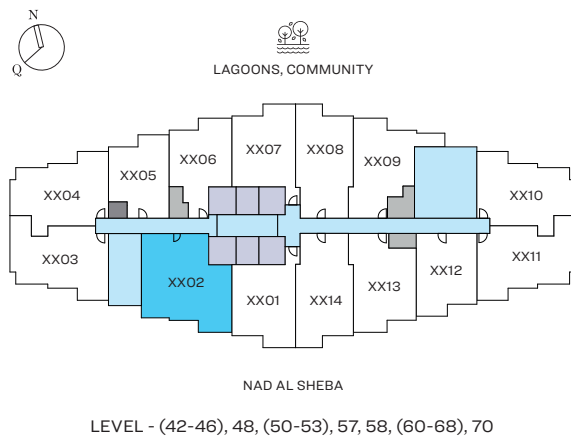 N
Q
LAGOONS, COMMUNITY
XX07
XX08
XX06
XX09
XX05
XX04
XX10
XX03
XX11
XX02
XX12
XX01
XX14
XX13
NAD AL SHEBA
LEVEL - (42-46), 48, (50-53), 57, 58, (60-68), 70